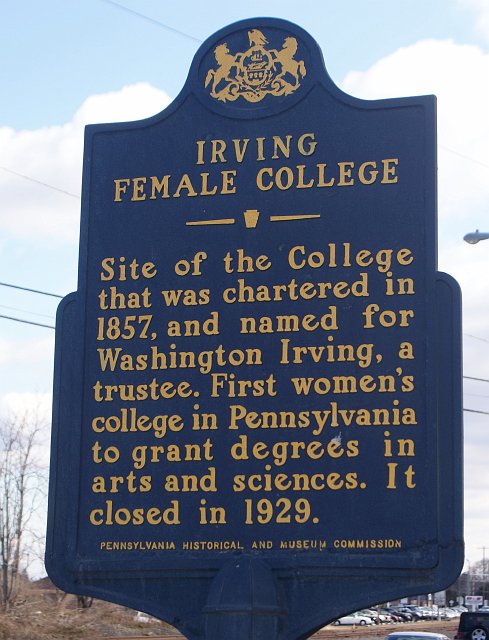 IRVING
FEMALE COLLEGE
Site of the College
that was chartered in
1857, and named for
Washington Irving, a
trustee. First women's
college in Pennsylvania
to grant degrees in
arts and sciences. It
closed in 1929.
PENNSYLVANIA HISTORICAL AND MUSEUM COMMISSION